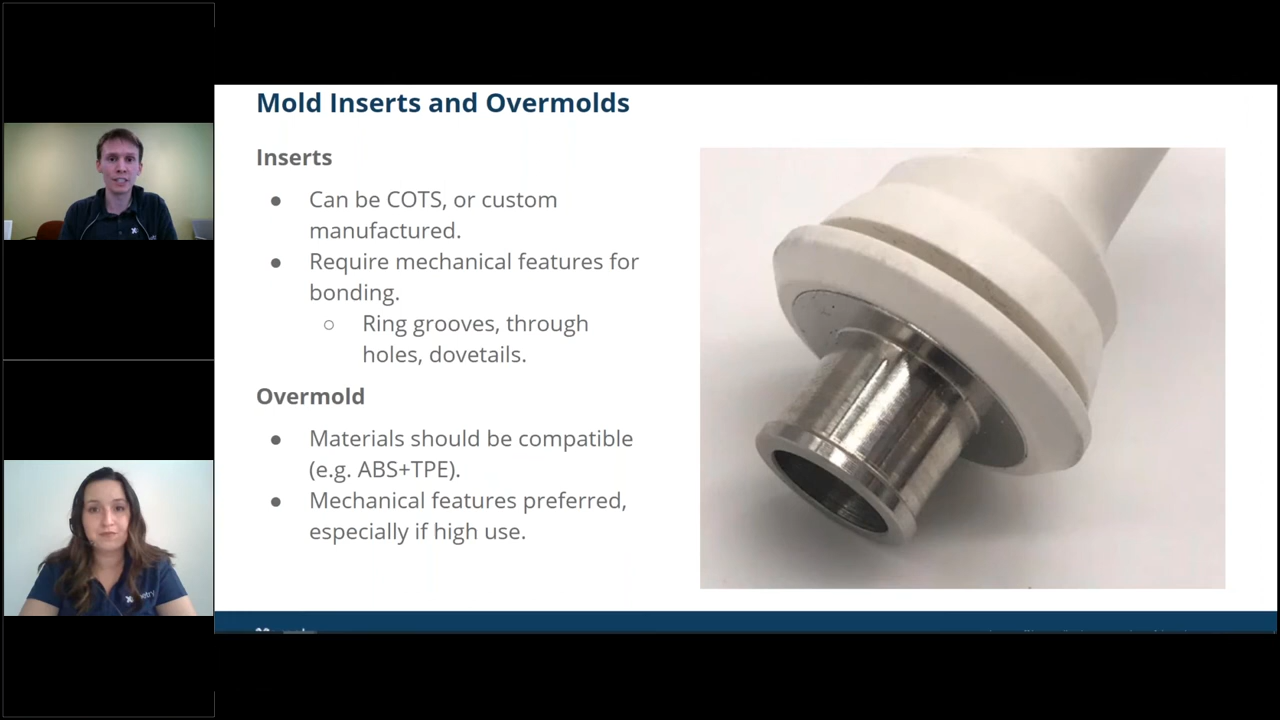 Mold Inserts and Overmolds
Inserts
● Can be COTS, or custom
manufactured.
● Require mechanical features for
bonding.
○ Ring grooves, through
holes, dovetails.
Overmold
● Materials should be compatible
(e.g. ABS+TPE).
● Mechanical features preferred,
especially if high use.